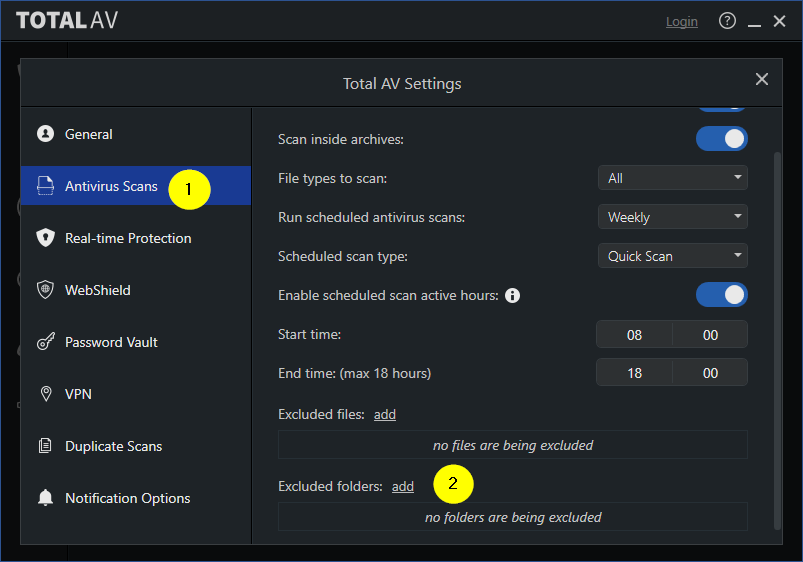 TOTAL AV
Login
Total AV Settings
General
Antivirus Scans
1
Real-time Protection
WebShield
Password Vault
VPN
Duplicate Scans
Notification Options
Scan inside archives:
File types to scan: All
Run scheduled antivirus scans: Weekly
Scheduled scan type: Quick Scan
Enable scheduled scan active hours:
Start time: 08 00
End time: (max 18 hours) 18 00
Excluded files: add
no files are being excluded
Excluded folders: add 2
no folders are being excluded